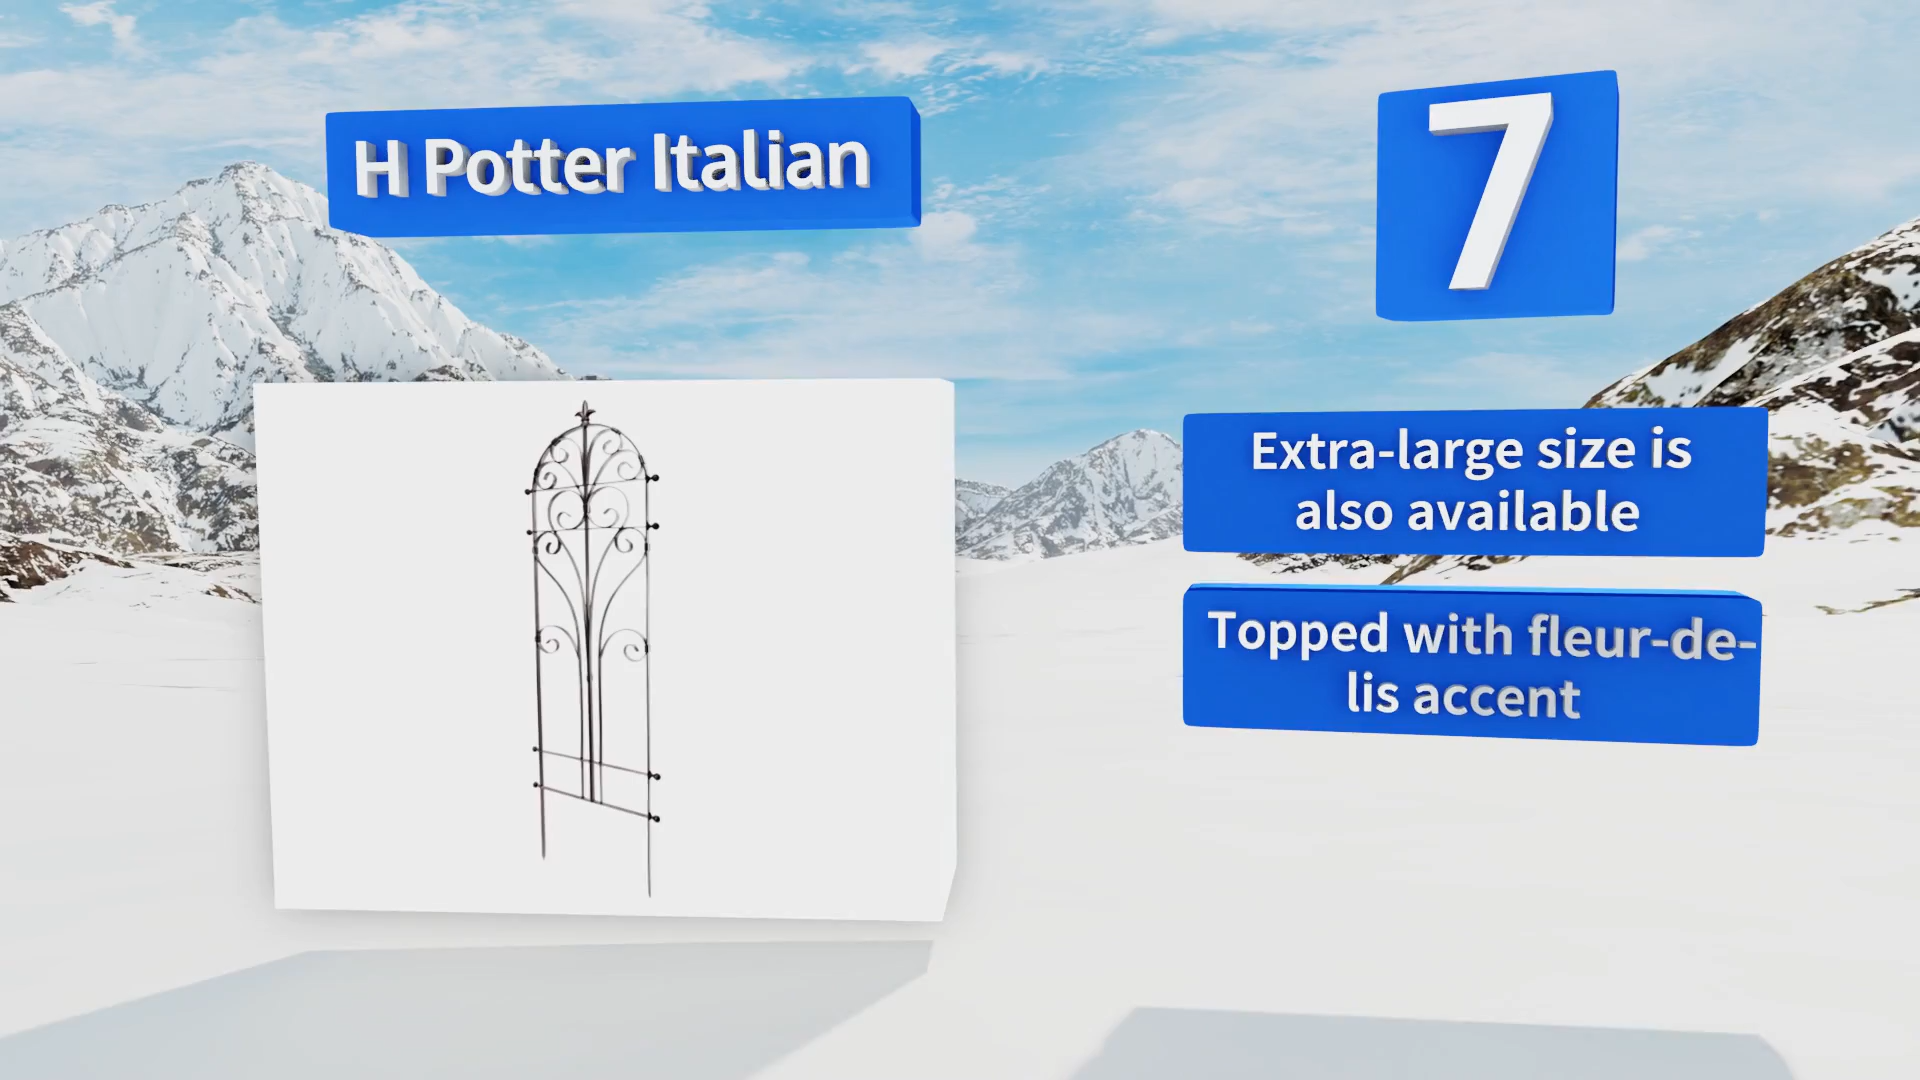 H Potter Italian
7
Extra-large size is
also available
Topped with fleur-de-
lis accent